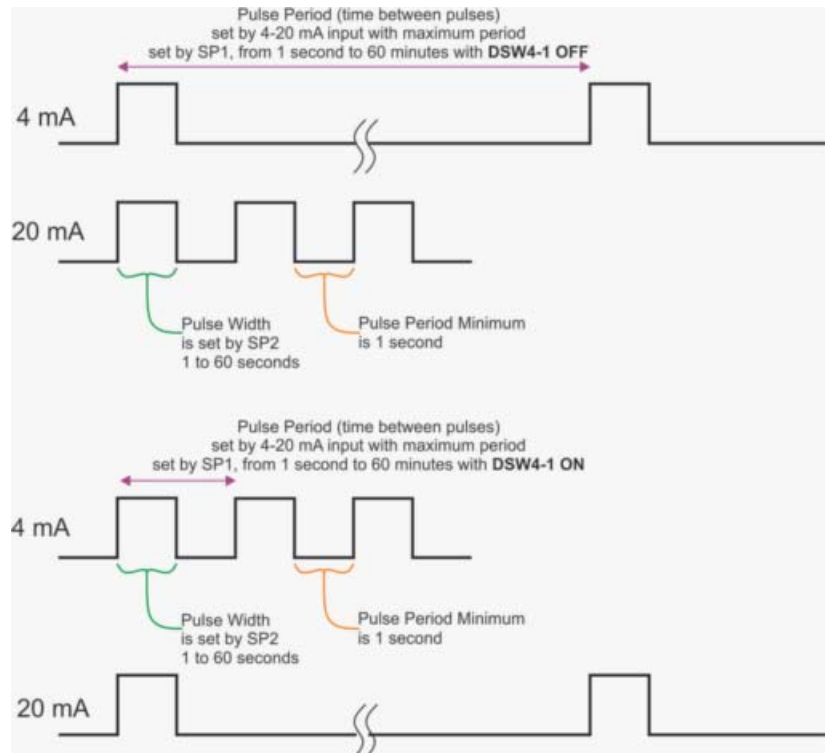 Pulse Period (time between pulses)
set by 4-20 mA input with maximum period
set by SP1, from 1 second to 60 minutes with DSW4-1 OFF
4 mA
20 mA
Pulse Width
is set by SP2
1 to 60 seconds
Pulse Period Minimum
is 1 second
Pulse Period (time between pulses)
set by 4-20 mA input with maximum period
set by SP1, from 1 second to 60 minutes with DSW4-1 ON
4 mA
Pulse Width
is set by SP2
1 to 60 seconds
Pulse Period Minimum
is 1 second
20 mA